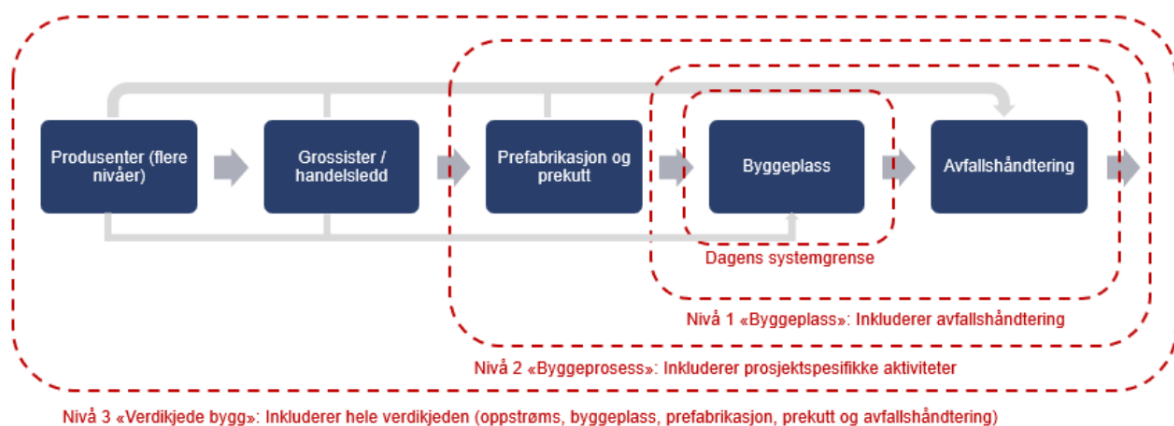 Produsenter (flere
nivåer)
Grossister /
handelsledd
Prefabrikasjon og
prekutt
Byggeplass
Avfallshåndtering
Dagens systemgrense
Nivå 1 «Byggeplass»: Inkluderer avfallshåndtering
Nivå 2 «Byggeprosess»: Inkluderer prosjektspesifikke aktiviteter
Nivå 3 «Verdikjede bygg»: Inkluderer hele verdikjeden (oppstrøms, byggeplass, prefabrikasjon, prekutt og avfallshåndtering)